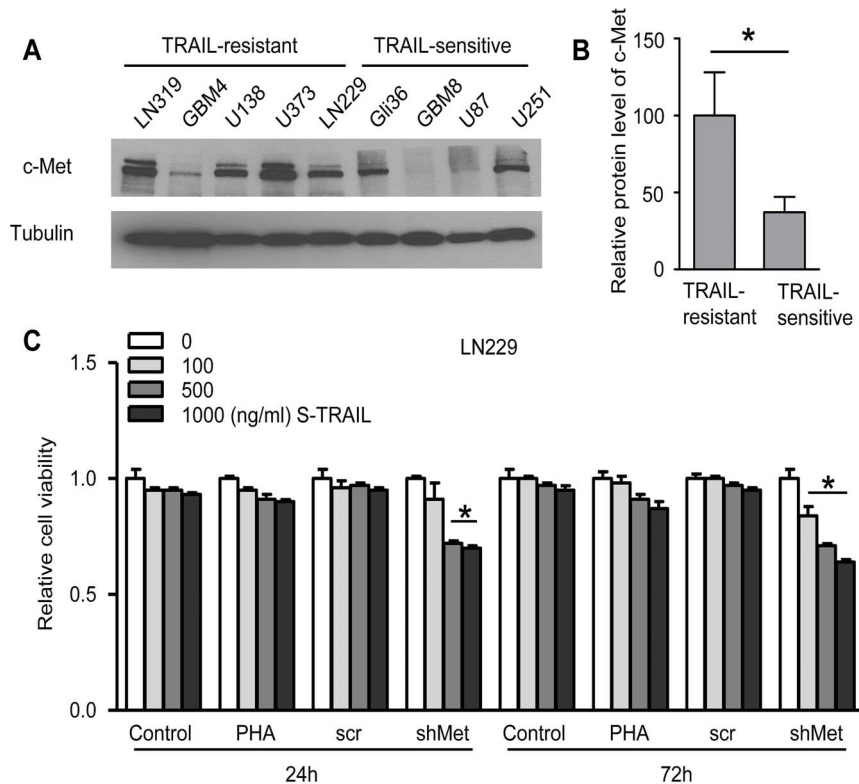 A
TRAIL-resistant
TRAIL-sensitive
LN319
GBM4
U138
U373
LN229
Gli36
GBM8
U87
U251
c-Met
Tubulin
B
Relative protein level of c-Met
150
100
50
0
*
TRAIL-
resistant
TRAIL-
sensitive
C
0
100
500
1000 (ng/ml) S-TRAIL
LN229
Relative cell viability
1.5
1.0
0.5
0.0
*
*
Control
PHA
scr
shMet
Control
PHA
scr
shMet
24h
72h